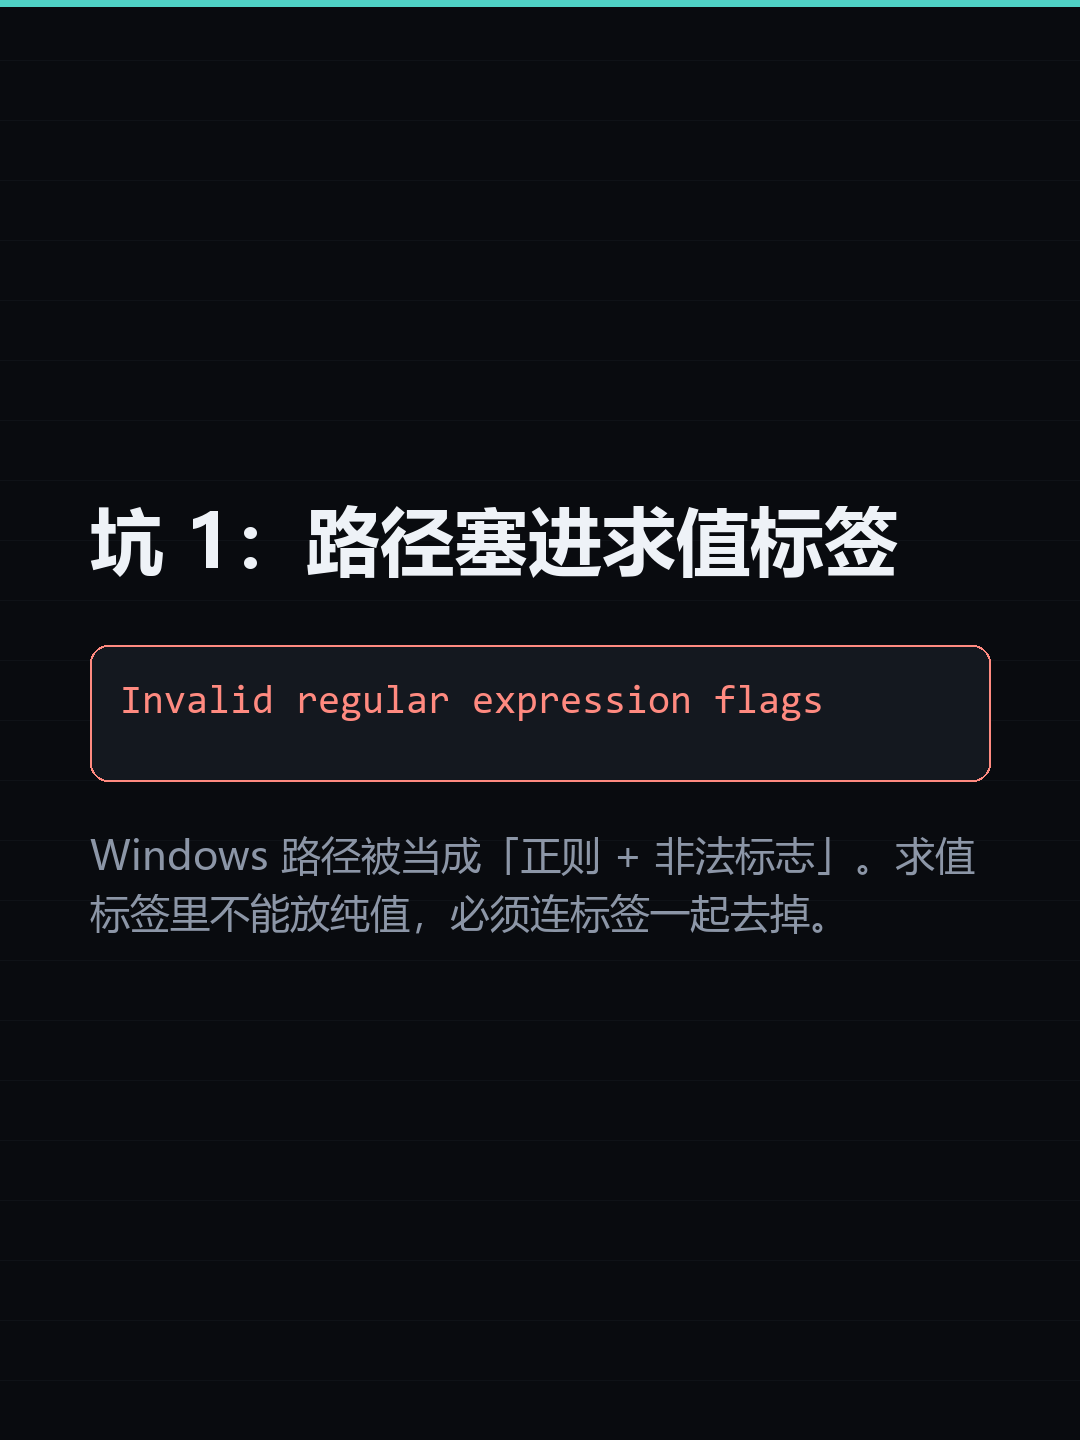 坑 1：路径塞进求值标签
Invalid regular expression flags
Windows 路径被当成「正则 + 非法标志」。求值
标签里不能放纯值，必须连标签一起去掉。